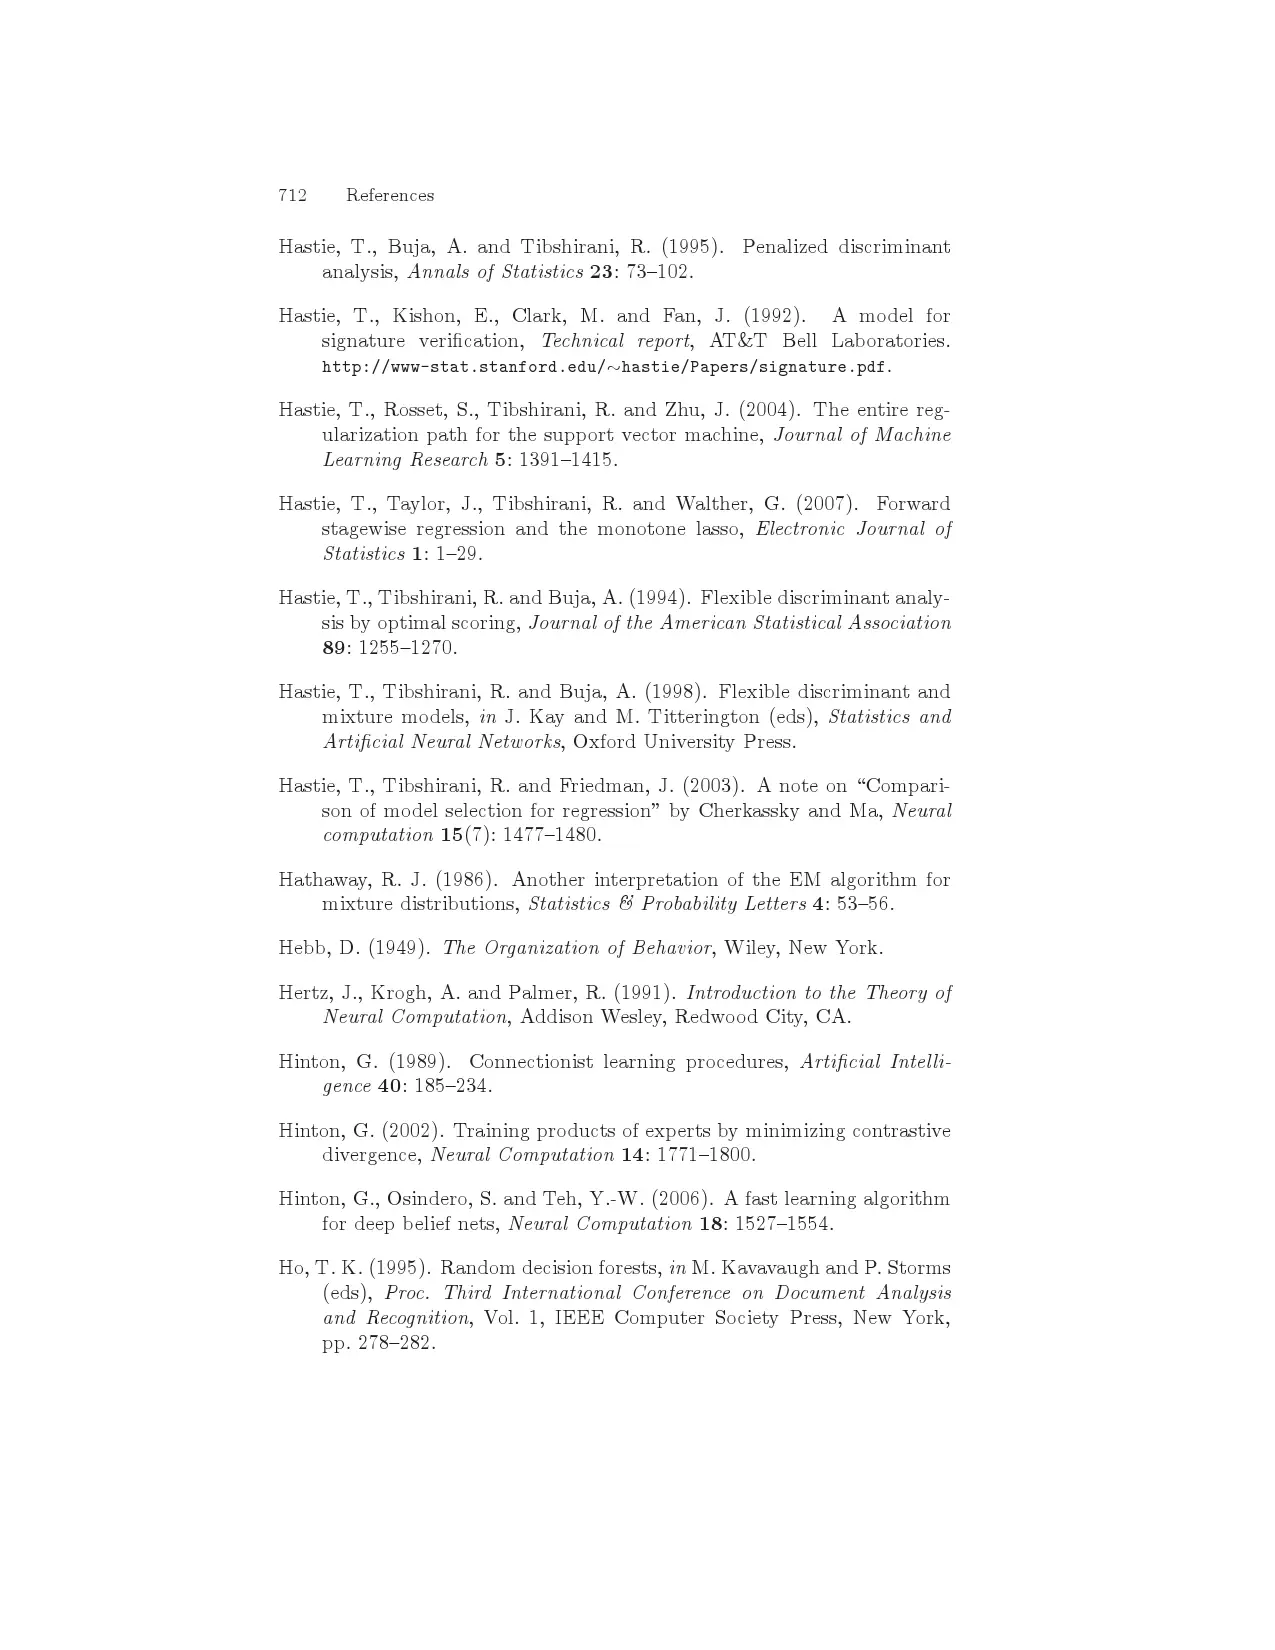 712 References
Hastie, T., Buja, A. and Tibshirani, R. (1995). Penalized discriminant
analysis, Annals of Statistics 23: 73–102.
Hastie, T., Kishon, E., Clark, M. and Fan, J. (1992). A model for
signature verification, Technical report, AT&T Bell Laboratories.
http://www-stat.stanford.edu/∼hastie/Papers/signature.pdf.
Hastie, T., Rosset, S., Tibshirani, R. and Zhu, J. (2004). The entire reg-
ularization path for the support vector machine, Journal of Machine
Learning Research 5: 1391–1415.
Hastie, T., Taylor, J., Tibshirani, R. and Walther, G. (2007). Forward
stagewise regression and the monotone lasso, Electronic Journal of
Statistics 1: 1–29.
Hastie, T., Tibshirani, R. and Buja, A. (1994). Flexible discriminant analy-
sis by optimal scoring, Journal of the American Statistical Association
89: 1255–1270.
Hastie, T., Tibshirani, R. and Buja, A. (1998). Flexible discriminant and
mixture models, in J. Kay and M. Titterington (eds), Statistics and
Artificial Neural Networks, Oxford University Press.
Hastie, T., Tibshirani, R. and Friedman, J. (2003). A note on “Compari-
son of model selection for regression” by Cherkassky and Ma, Neural
computation 15(7): 1477–1480.
Hathaway, R. J. (1986). Another interpretation of the EM algorithm for
mixture distributions, Statistics & Probability Letters 4: 53–56.
Hebb, D. (1949). The Organization of Behavior, Wiley, New York.
Hertz, J., Krogh, A. and Palmer, R. (1991). Introduction to the Theory of
Neural Computation, Addison Wesley, Redwood City, CA.
Hinton, G. (1989). Connectionist learning procedures, Artificial Intelli-
gence 40: 185–234.
Hinton, G. (2002). Training products of experts by minimizing contrastive
divergence, Neural Computation 14: 1771–1800.
Hinton, G., Osindero, S. and Teh, Y.-W. (2006). A fast learning algorithm
for deep belief nets, Neural Computation 18: 1527–1554.
Ho, T. K. (1995). Random decision forests, in M. Kavavaugh and P. Storms
(eds), Proc. Third International Conference on Document Analysis
and Recognition, Vol. 1, IEEE Computer Society Press, New York,
pp. 278–282.